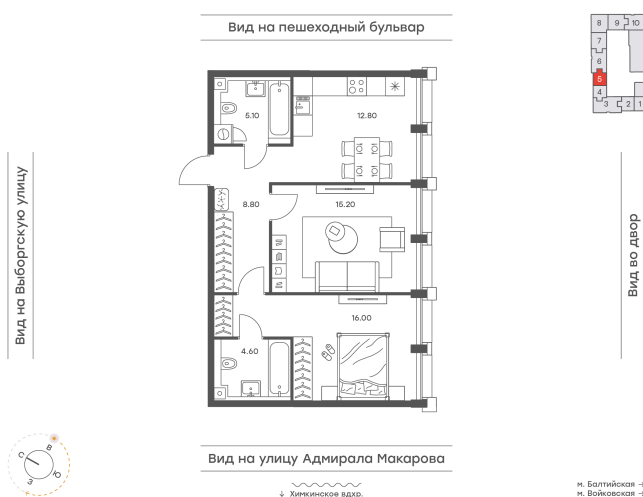 Вид на пешеходный бульвар
8 9 10
7
6
5
4
3 2 1
5.10
12.80
8.80
15.20
16.00
4.60
Вид на Выборгскую улицу
Вид во двор
Вид на улицу Адмирала Макарова
С В
З Ю
↓ Химкинское вдхр.
м. Балтийская
м. Войковская